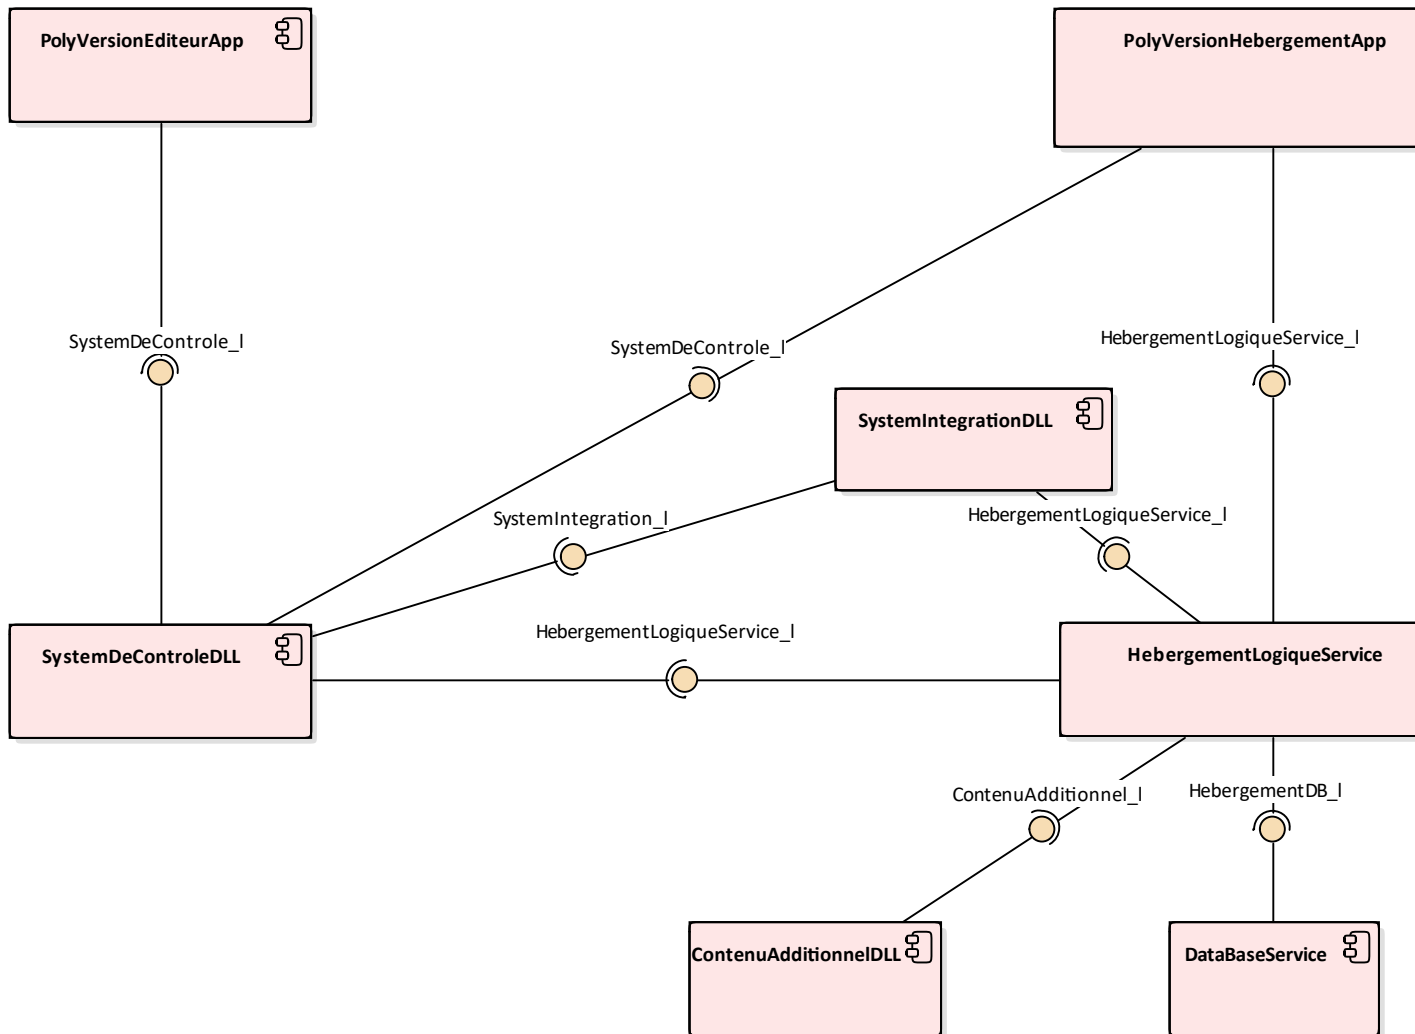 PolyVersionEditeurApp
PolyVersionHebergementApp
SystemDeControle_I
SystemDeControle_I
HebergementLogiqueService_I
SystemIntegrationDLL
SystemIntegration_I
HebergementLogiqueService_I
HebergementLogiqueService_I
SystemDeControleDLL
HebergementLogiqueService
ContenuAdditionnel_I
HebergementDB_I
ContenuAdditionnelDLL
DataBaseService